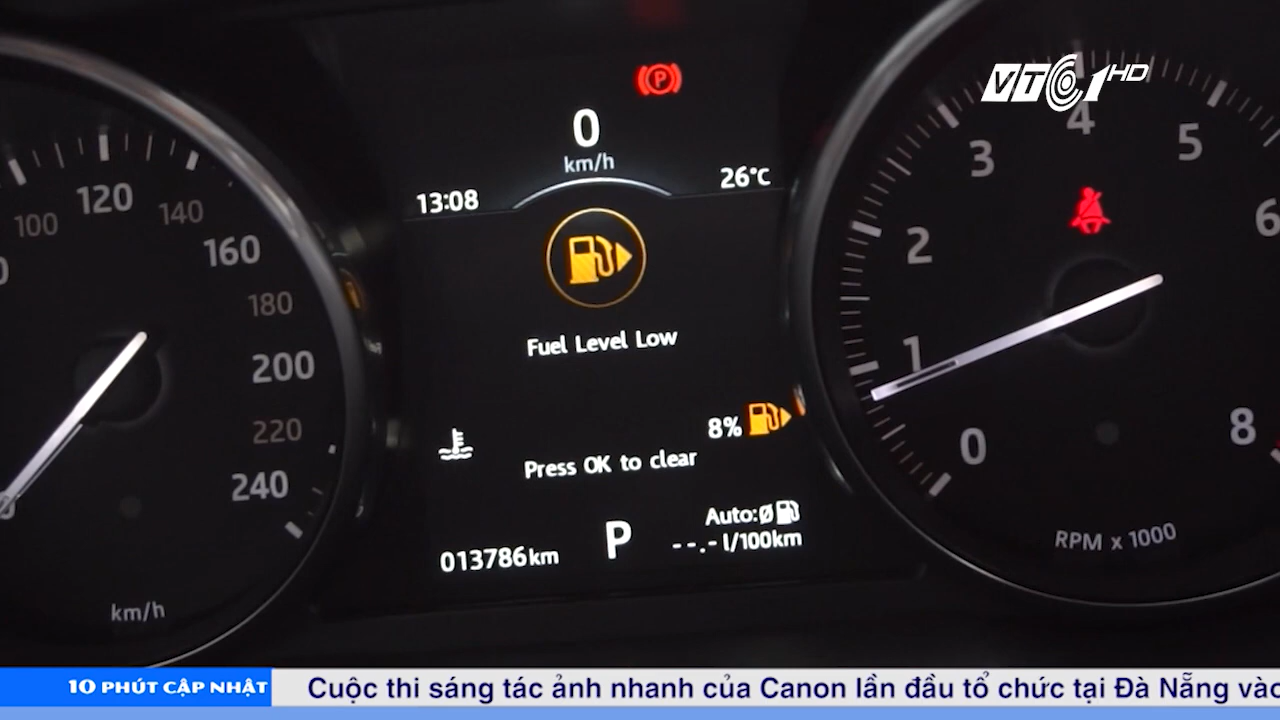 VTC1 HD
0
km/h
13:08
26°C
Fuel Level Low
8%
Press OK to clear
Auto:Ø
013786km
P
--.- l/100km
100
120
140
160
180
200
220
240
km/h
0
1
2
3
4
5
6
8
RPM x 1000
10 PHÚT CẬP NHẬT
Cuộc thi sáng tác ảnh nhanh của Canon lần đầu tổ chức tại Đà Nẵng vào